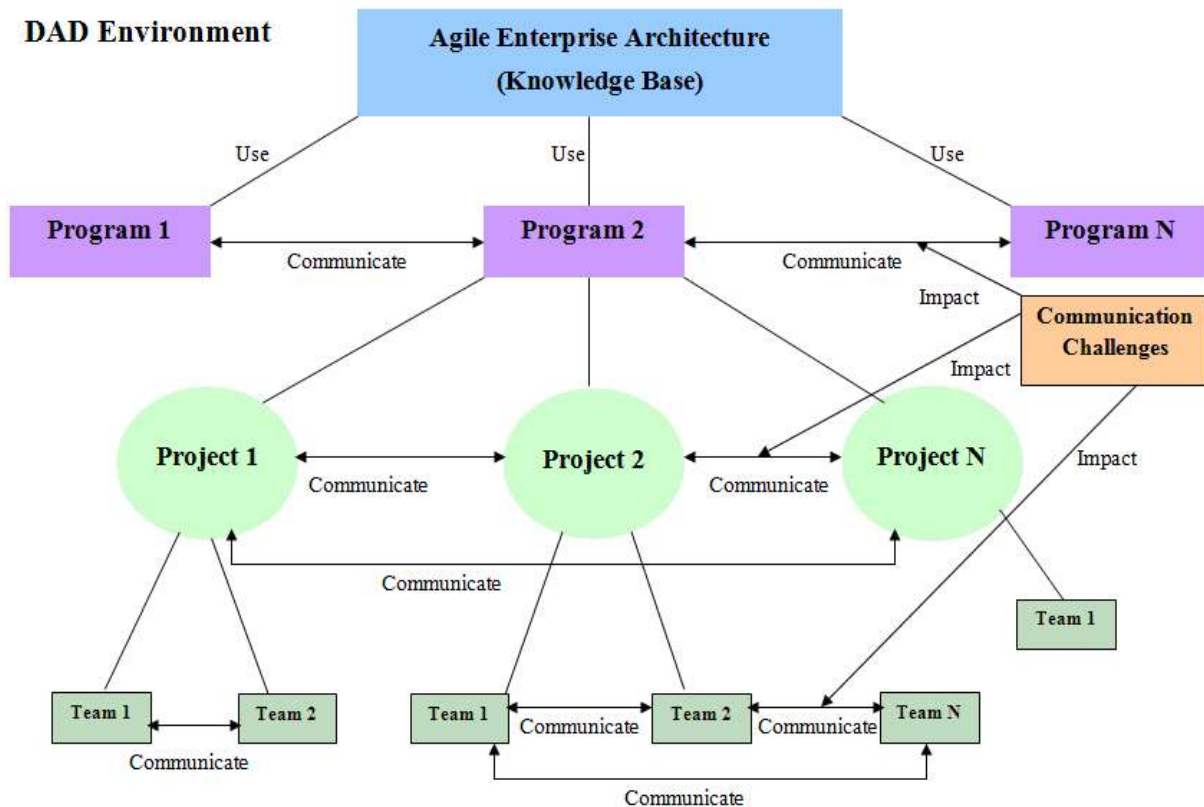 DAD Environment
Agile Enterprise Architecture
(Knowledge Base)
Use
Use
Use
Program 1
Program 2
Program N
Communicate
Communicate
Impact
Communication
Challenges
Impact
Project 1
Project 2
Project N
Impact
Communicate
Communicate
Communicate
Team 1
Team 1
Team 2
Team 1
Team 2
Team N
Communicate
Communicate
Communicate
Communicate